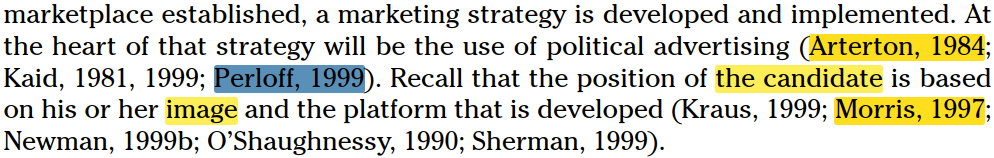 marketplace established, a marketing strategy is developed and implemented. At
the heart of that strategy will be the use of political advertising (Arterton, 1984;
Kaid, 1981, 1999; Perloff, 1999). Recall that the position of the candidate is based
on his or her image and the platform that is developed (Kraus, 1999; Morris, 1997;
Newman, 1999b; O'Shaughnessy, 1990; Sherman, 1999).